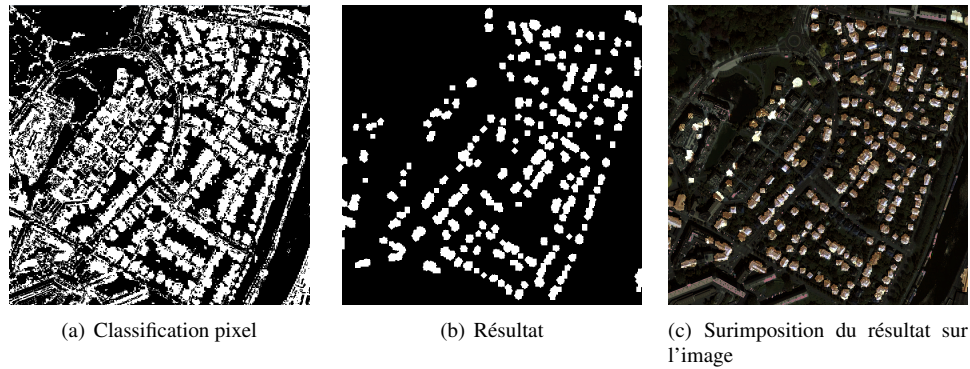 (a) Classification pixel
(b) Résultat
(c) Surimposition du résultat sur
l'image